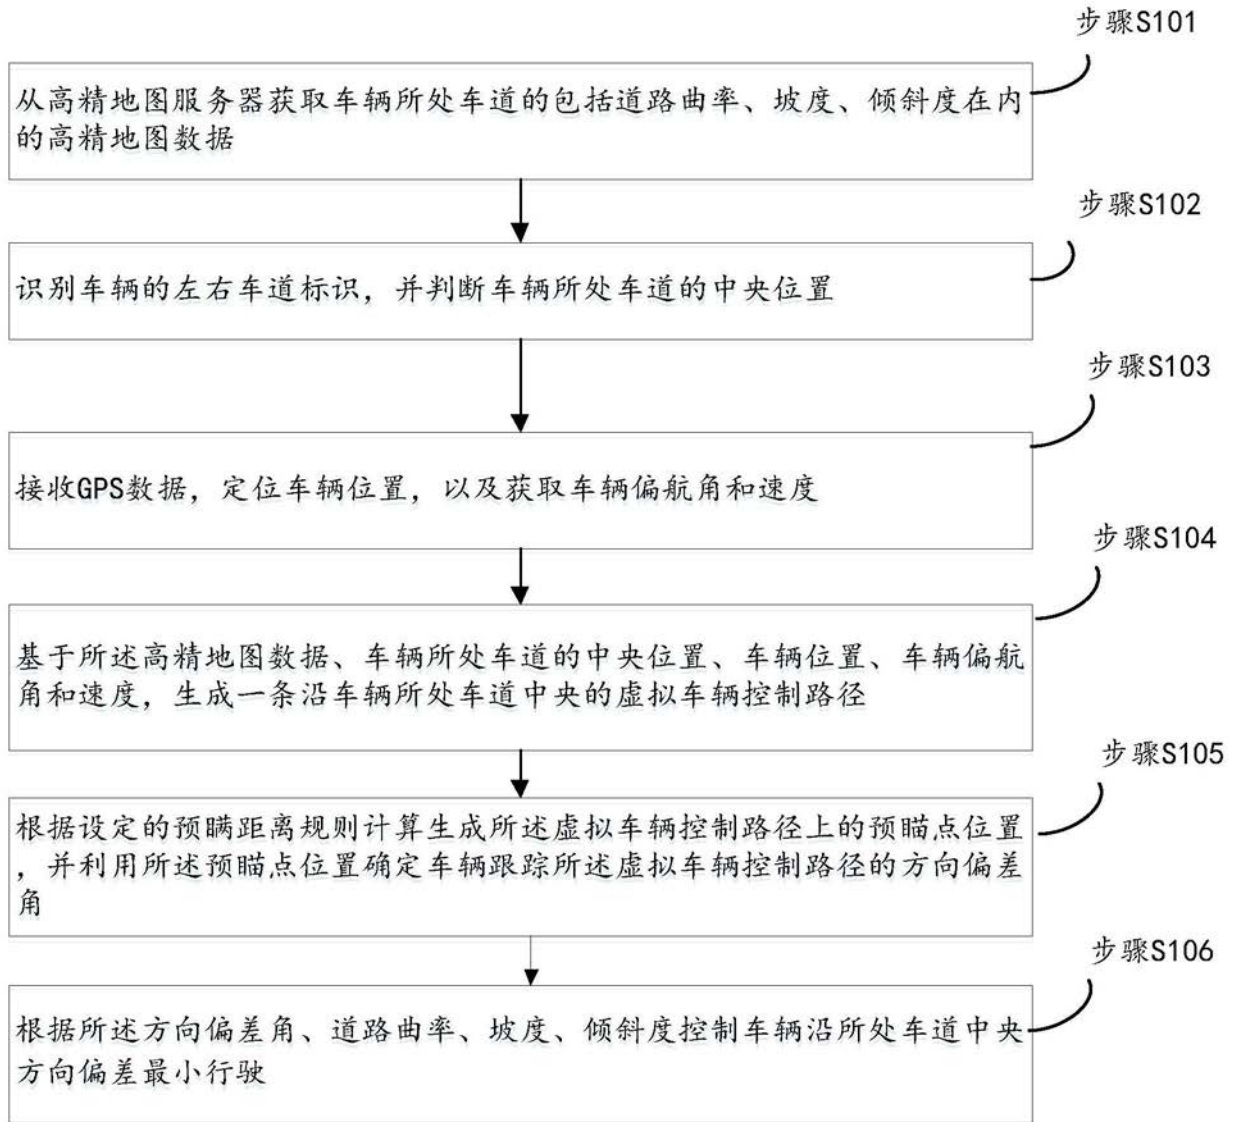 步骤S101
从高精地图服务器获取车辆所处车道的包括道路曲率、坡度、倾斜度在内
的高精地图数据
步骤S102
识别车辆的左右车道标识，并判断车辆所处车道的中央位置
步骤S103
接收GPS数据，定位车辆位置，以及获取车辆偏航角和速度
步骤S104
基于所述高精地图数据、车辆所处车道的中央位置、车辆位置、车辆偏航
角和速度，生成一条沿车辆所处车道中央的虚拟车辆控制路径
步骤S105
根据设定的预瞒距离规则计算生成所述虚拟车辆控制路径上的预瞄点位置
，并利用所述预瞄点位置确定车辆跟踪所述虚拟车辆控制路径的方向偏差
角
步骤S106
根据所述方向偏差角、道路曲率、坡度、倾斜度控制车辆沿所处车道中央
方向偏差最小行驶